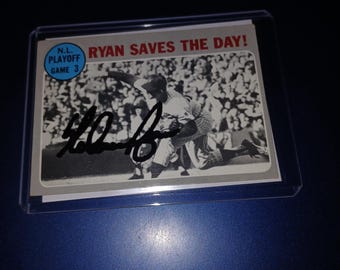 N.L.
PLAYOFF
GAME 3
RYAN SAVES THE DAY!